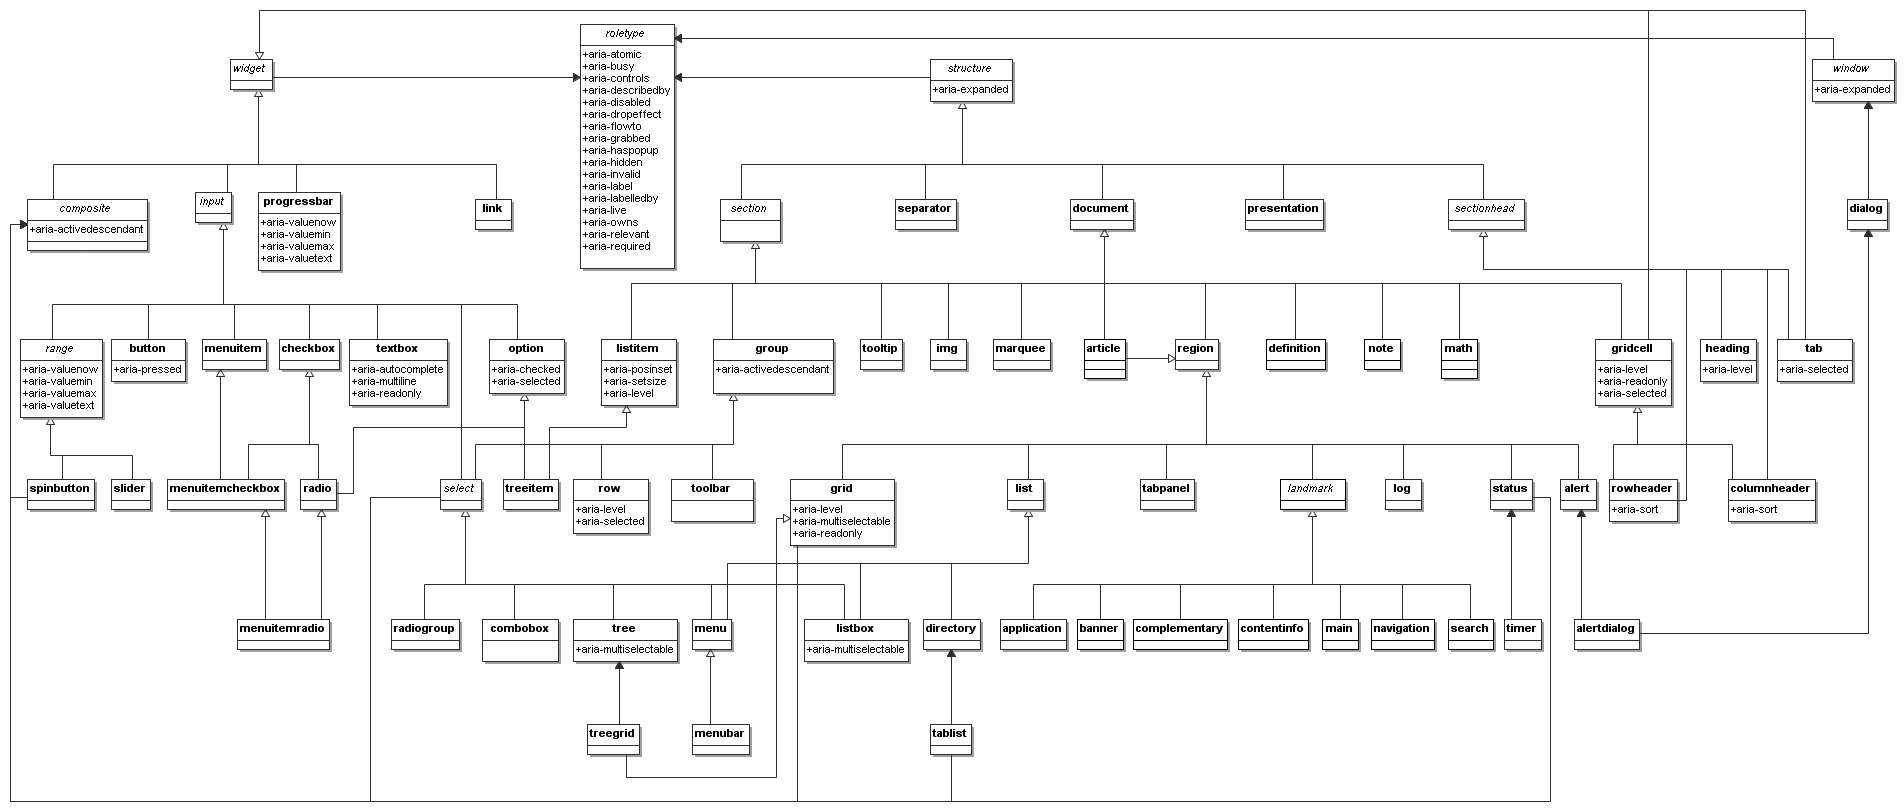 roletype
+aria-atomic
+aria-busy
+aria-controls
+aria-describedby
+aria-disabled
+aria-dropeffect
+aria-flowto
+aria-grabbed
+aria-haspopup
+aria-hidden
+aria-invalid
+aria-label
+aria-labelledby
+aria-live
+aria-owns
+aria-relevant
+aria-required
widget
structure
+aria-expanded
window
+aria-expanded
composite
+aria-activedescendant
input
progressbar
+aria-valuenow
+aria-valuemin
+aria-valuemax
+aria-valuetext
link
section
separator
document
presentation
sectionhead
dialog
range
+aria-valuenow
+aria-valuemin
+aria-valuemax
+aria-valuetext
button
+aria-pressed
menuitem
checkbox
textbox
+aria-autocomplete
+aria-multiline
+aria-readonly
option
+aria-checked
+aria-selected
listitem
+aria-posinset
+aria-setsize
+aria-level
group
+aria-activedescendant
tooltip
img
marquee
article
region
definition
note
math
gridcell
+aria-level
+aria-readonly
+aria-selected
heading
+aria-level
tab
+aria-selected
spinbutton
slider
menuitemcheckbox
radio
select
treeitem
row
+aria-level
+aria-selected
toolbar
grid
+aria-level
+aria-multiselectable
+aria-readonly
list
tabpanel
landmark
log
status
alert
rowheader
+aria-sort
columnheader
+aria-sort
menuitemradio
radiogroup
combobox
tree
+aria-multiselectable
menu
listbox
+aria-multiselectable
directory
application
banner
complementary
contentinfo
main
navigation
search
timer
alertdialog
treegrid
menubar
tablist